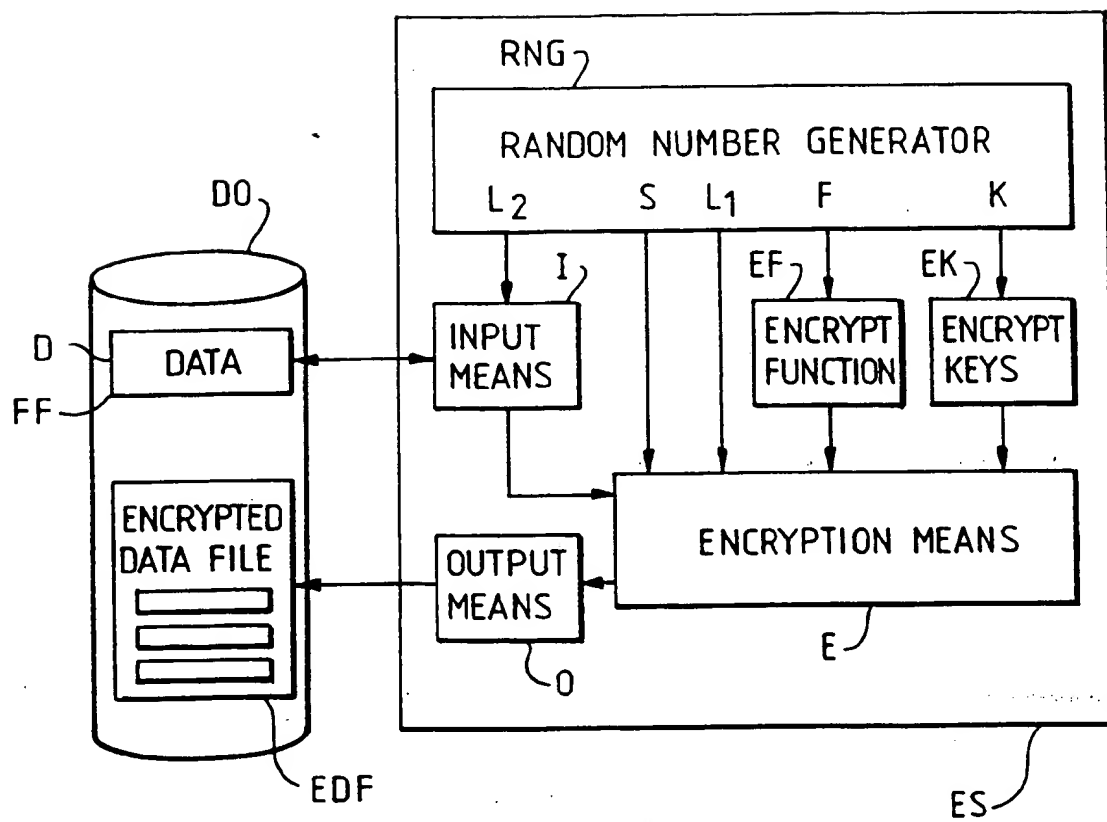 RNG
RANDOM NUMBER GENERATOR
L2 S L1 F K
DO
I
EF
EK
D
DATA
FF
INPUT
MEANS
ENCRYPT
FUNCTION
ENCRYPT
KEYS
ENCRYPTED
DATA FILE
OUTPUT
MEANS
ENCRYPTION MEANS
E
O
EDF
ES